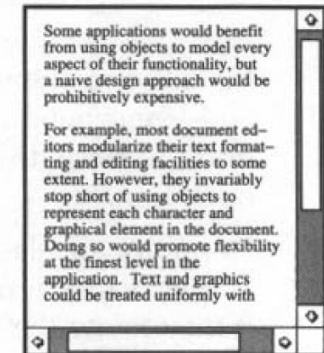 Some applications would benefit
from using objects to model every
aspect of their functionality, but
a naive design approach would be
prohibitively expensive.
For example, most document ed-
itors modularize their text format-
ting and editing facilities to some
extent. However, they invariably
stop short of using objects to
represent each character and
graphical element in the document.
Doing so would promote flexibility
at the finest level in the
application. Text and graphics
could be treated uniformly with